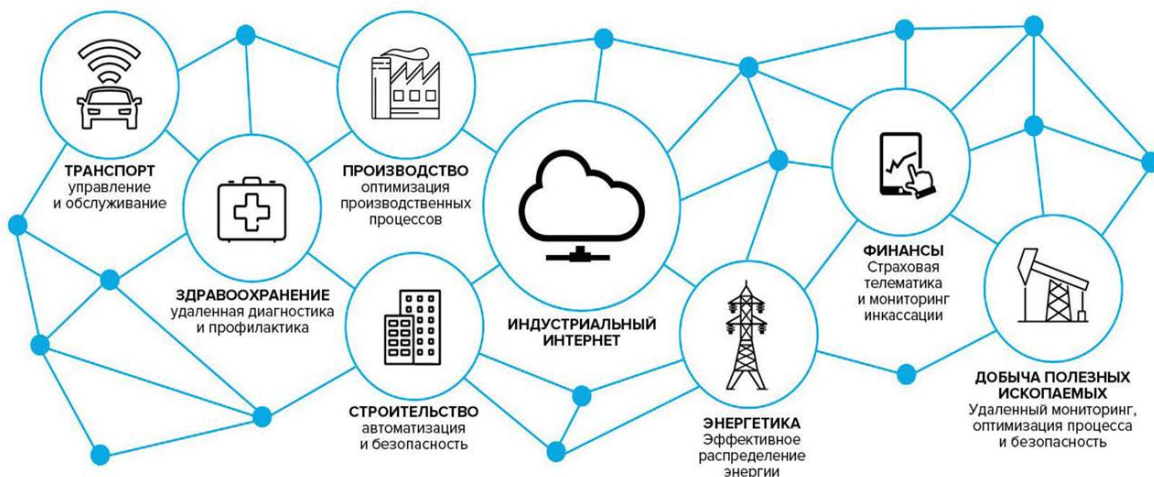 ТРАНСПОРТ
управление
и обслуживание
ПРОИЗВОДСТВО
оптимизация
производственных
процессов
ЗДРАВООХРАНЕНИЕ
удаленная диагностика
и профилактика
СТРОИТЕЛЬСТВО
автоматизация
и безопасность
ИНДУСТРИАЛЬНЫЙ
ИНТЕРНЕТ
ЭНЕРГЕТИКА
Эффективное
распределение
энергии
ФИНАНСЫ
Страховая
телематика
и мониторинг
инкассации
ДОБЫЧА ПОЛЕЗНЫХ
ИСКОПАЕМЫХ
Удаленный мониторинг,
оптимизация процесса
и безопасность